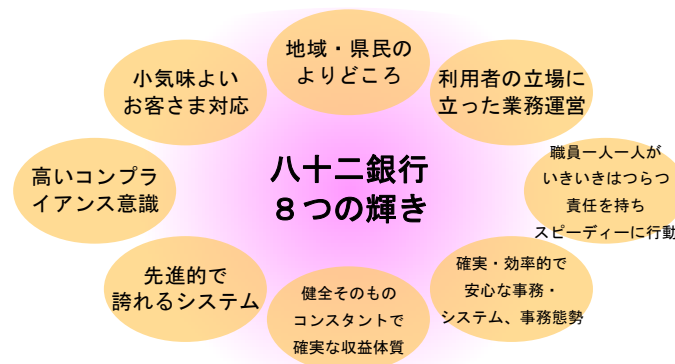 地域・県民の
よりどころ
利用者の立場に
立った業務運営
職員一人一人が
いきいきはつらつ
責任を持ち
スピーディーに行動
確実・効率的で
安心な事務・
システム、事務態勢
健全そのもの
コンスタントで
確実な収益体質
先進的で
誇れるシステム
高いコンプラ
イアンス意識
小気味よい
お客さま対応
八十二銀行
８つの輝き